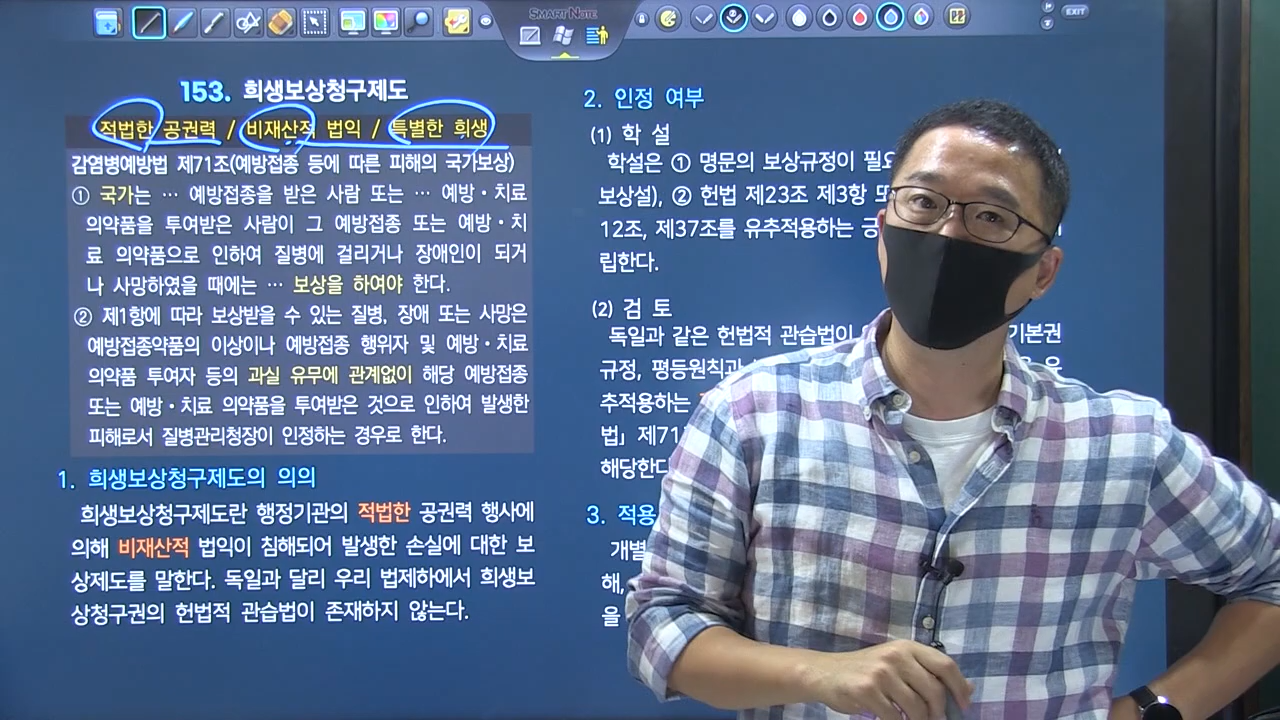 SMART NOTE
EXIT
153. 희생보상청구제도
적법한 공권력 / 비재산적 법익 / 특별한 희생
감염병예방법 제71조(예방접종 등에 따른 피해의 국가보상)
① 국가는 … 예방접종을 받은 사람 또는 … 예방·치료
의약품을 투여받은 사람이 그 예방접종 또는 예방·치
료 의약품으로 인하여 질병에 걸리거나 장애인이 되거
나 사망하였을 때에는 … 보상을 하여야 한다.
② 제1항에 따라 보상받을 수 있는 질병, 장애 또는 사망은
예방접종약품의 이상이나 예방접종 행위자 및 예방·치료
의약품 투여자 등의 과실 유무에 관계없이 해당 예방접종
또는 예방·치료 의약품을 투여받은 것으로 인하여 발생한
피해로서 질병관리청장이 인정하는 경우로 한다.
1. 희생보상청구제도의 의의
희생보상청구제도란 행정기관의 적법한 공권력 행사에
의해 비재산적 법익이 침해되어 발생한 손실에 대한 보
상제도를 말한다. 독일과 달리 우리 법제하에서 희생보
상청구권의 헌법적 관습법이 존재하지 않는다.
2. 인정 여부
(1) 학 설
학설은 ① 명문의 보상규정이
보상설), ② 헌법 제23조 제3항
12조, 제37조를 유추적용하는
립한다.
(2) 검 토
독일과 같은 헌법적 관습법이 기본권
규정, 평등원칙과
추적용하는
법」 제71
해당한다
3. 적용
개별
해,
을